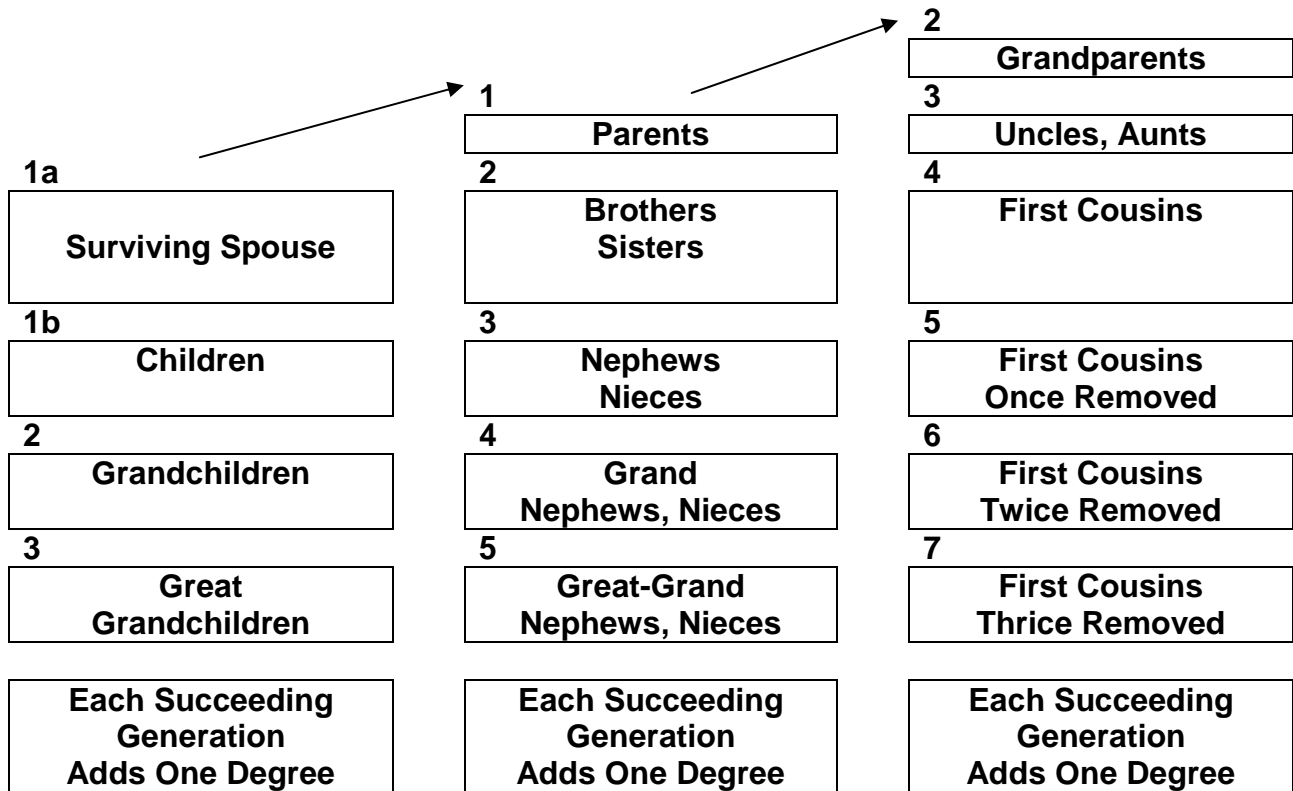 2
Grandparents
1
3
Parents
Uncles, Aunts
1a
2
4
Surviving Spouse
Brothers
Sisters
First Cousins
1b
3
5
Children
Nephews
Nieces
First Cousins
Once Removed
2
4
6
Grandchildren
Grand
Nephews, Nieces
First Cousins
Twice Removed
3
5
7
Great
Grandchildren
Great-Grand
Nephews, Nieces
First Cousins
Thrice Removed
Each Succeeding
Generation
Adds One Degree
Each Succeeding
Generation
Adds One Degree
Each Succeeding
Generation
Adds One Degree